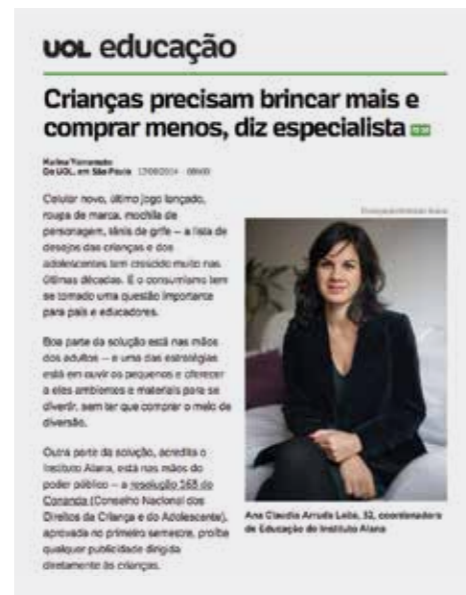 UOL educação
Crianças precisam brincar mais e
comprar menos, diz especialista
Do UOL, em São Paulo
Celular novo, último jogo lançado,
roupa de marca, mochila de
personagem, tênis de grife – a lista de
desejos das crianças e dos
adolescentes tem crescido muito nas
últimas décadas. E o consumismo tem
se tornado uma questão importante
para pais e educadores.
Boa parte da solução está nas mãos
dos adultos – e uma das estratégias
está em ouvir os pequenos e oferecer
a eles ambientes e materiais para se
divertir, sem ter que comprar o meio de
diversão.
Outra parte da solução, acredita o
Instituto Alana, está nas mãos do
poder público – a resolução 163 do
Conanda (Conselho Nacional dos
Direitos da Criança e do Adolescente),
aprovada no primeiro semestre, proíbe
qualquer publicidade dirigida
diretamente às crianças.
Ana Claudia Arruda Leite, 32, coordenadora
de Educação do Instituto Alana